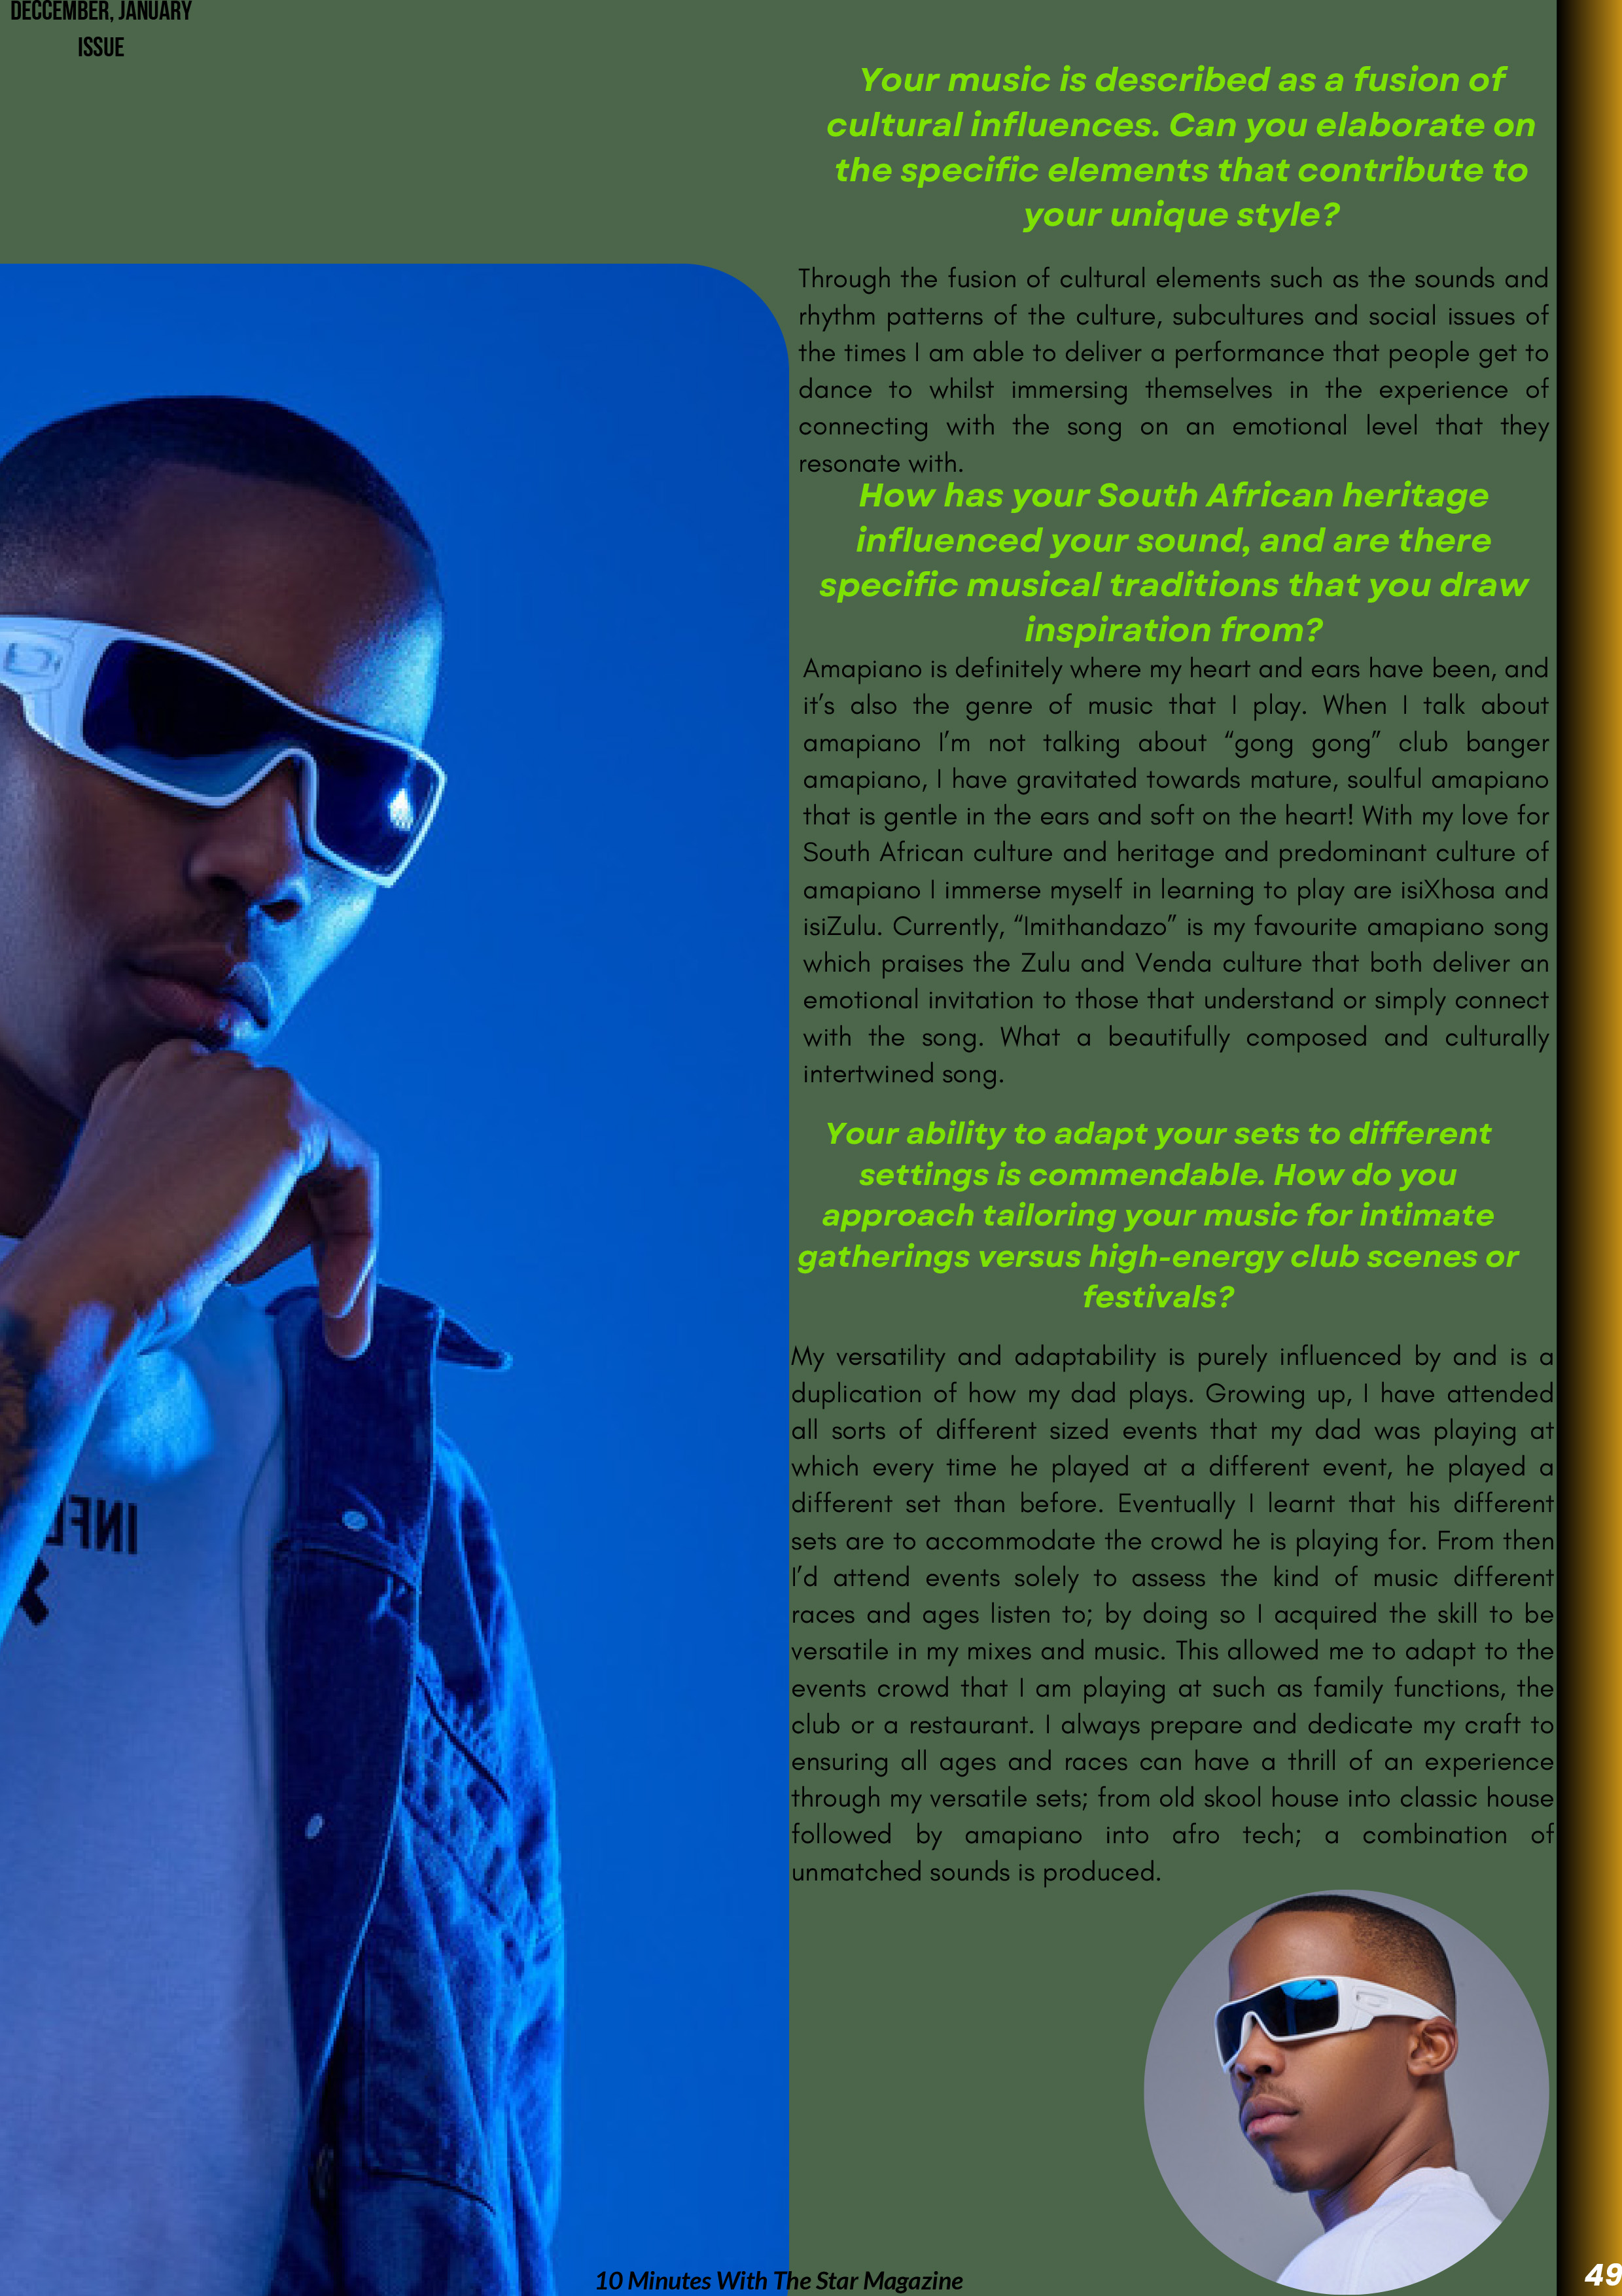 DECCEMBER, JANUARY
ISSUE
Your music is described as a fusion of
cultural influences. Can you elaborate on
the specific elements that contribute to
your unique style?
Through the fusion of cultural elements such as the sounds and
rhythm patterns of the culture, subcultures and social issues of
the times I am able to deliver a performance that people get to
dance to whilst immersing themselves in the experience of
connecting with the song on an emotional level that they
resonate with.
How has your South African heritage
influenced your sound, and are there
specific musical traditions that you draw
inspiration from?
Amapiano is definitely where my heart and ears have been, and
it’s also the genre of music that I play. When I talk about
amapiano I’m not talking about “gong gong” club banger
amapiano, I have gravitated towards mature, soulful amapiano
that is gentle in the ears and soft on the heart! With my love for
South African culture and heritage and predominant culture of
amapiano I immerse myself in learning to play are isiXhosa and
isiZulu. Currently, “Imithandazo” is my favourite amapiano song
which praises the Zulu and Venda culture that both deliver an
emotional invitation to those that understand or simply connect
with the song. What a beautifully composed and culturally
intertwined song.
Your ability to adapt your sets to different
settings is commendable. How do you
approach tailoring your music for intimate
gatherings versus high-energy club scenes or
festivals?
My versatility and adaptability is purely influenced by and is a
duplication of how my dad plays. Growing up, I have attended
all sorts of different sized events that my dad was playing at
which every time he played at a different event, he played a
different set than before. Eventually I learnt that his different
sets are to accommodate the crowd he is playing for. From then
I’d attend events solely to assess the kind of music different
races and ages listen to; by doing so I acquired the skill to be
versatile in my mixes and music. This allowed me to adapt to the
events crowd that I am playing at such as family functions, the
club or a restaurant. I always prepare and dedicate my craft to
ensuring all ages and races can have a thrill of an experience
through my versatile sets; from old skool house into classic house
followed by amapiano into afro tech; a combination of
unmatched sounds is produced.
INFL
10 Minutes With The Star Magazine
49